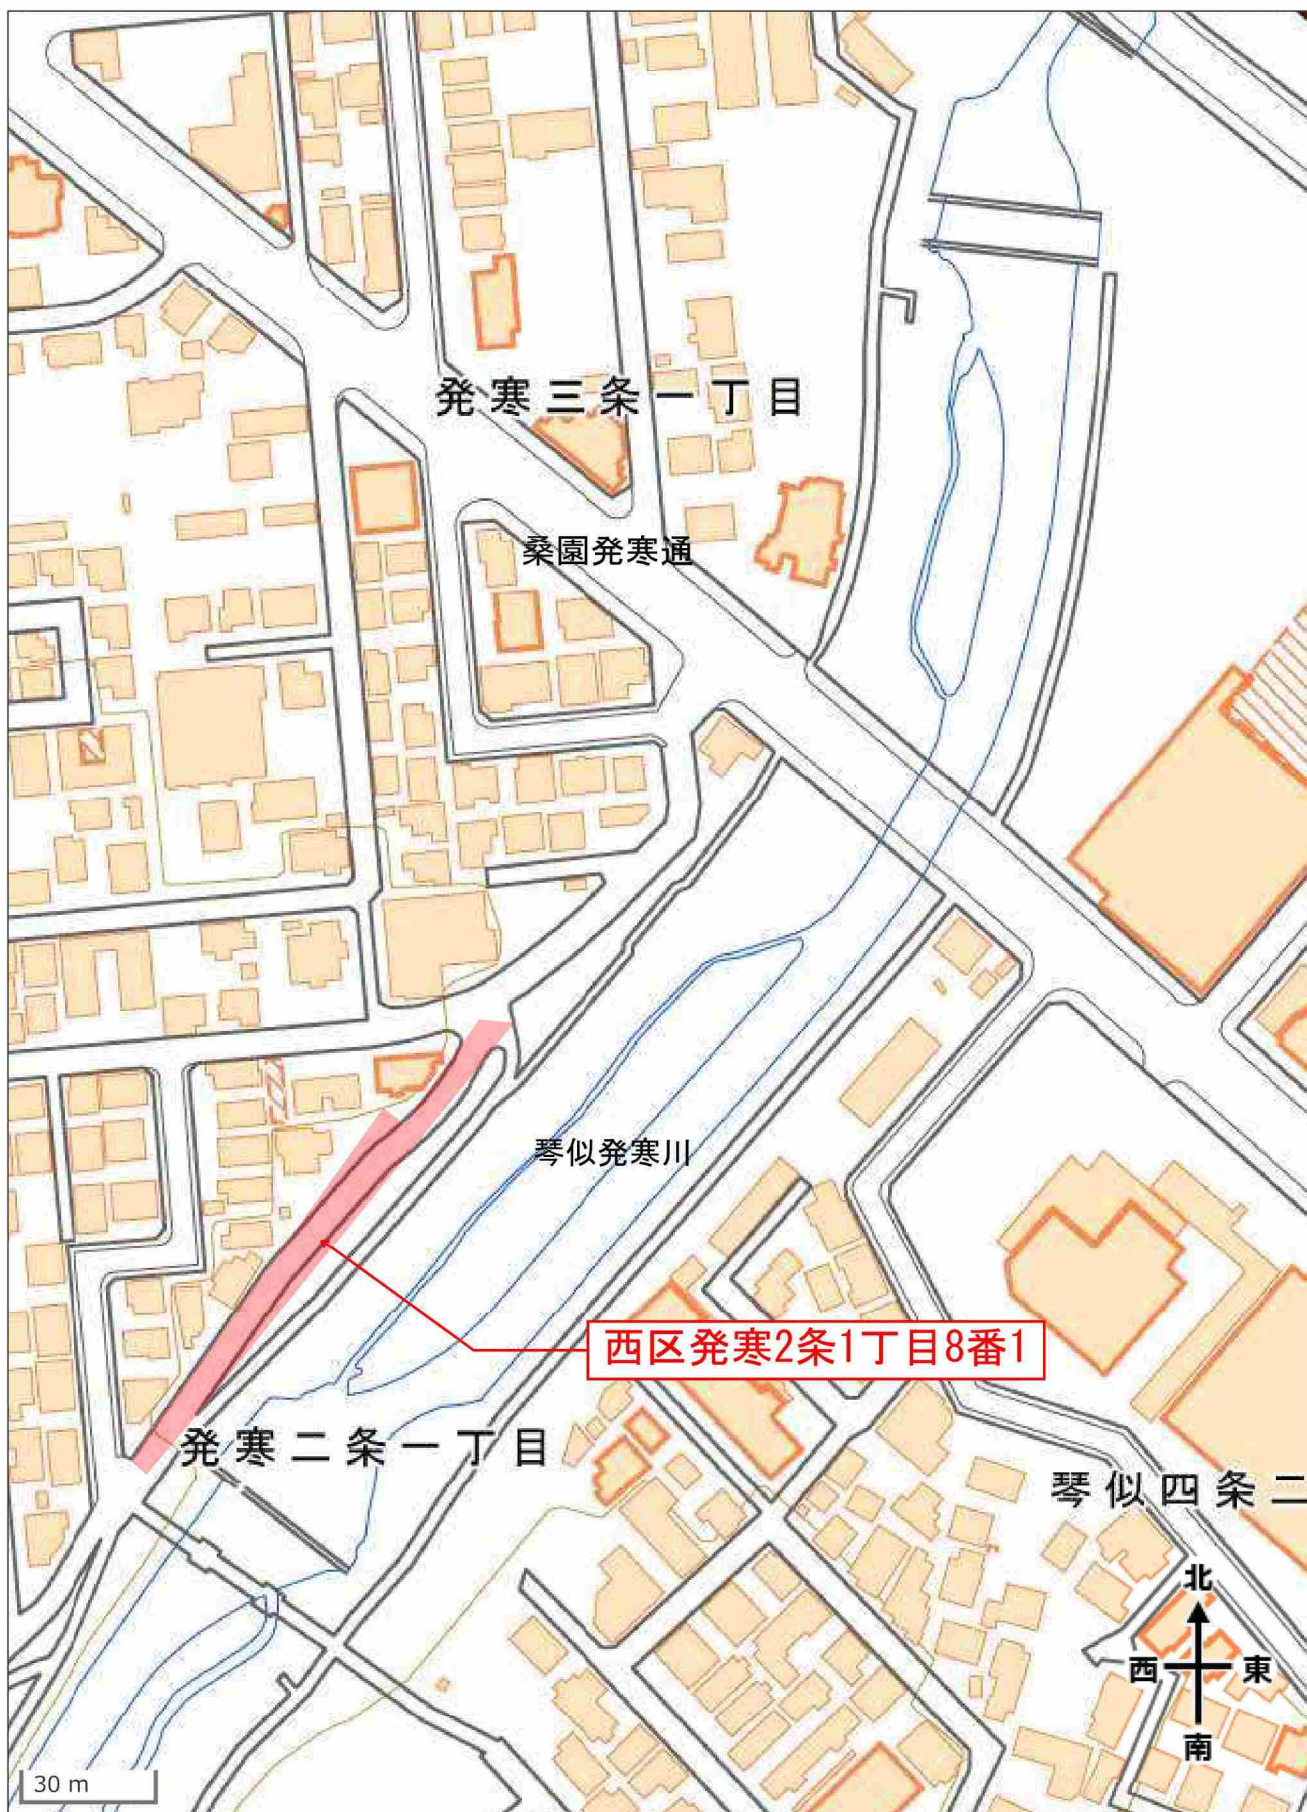 発寒三条一丁目
桑園発寒通
琴似発寒川
西区発寒2条1丁目8番1
発寒二条一丁目
琴似四条二
北
西 東
南
30 m